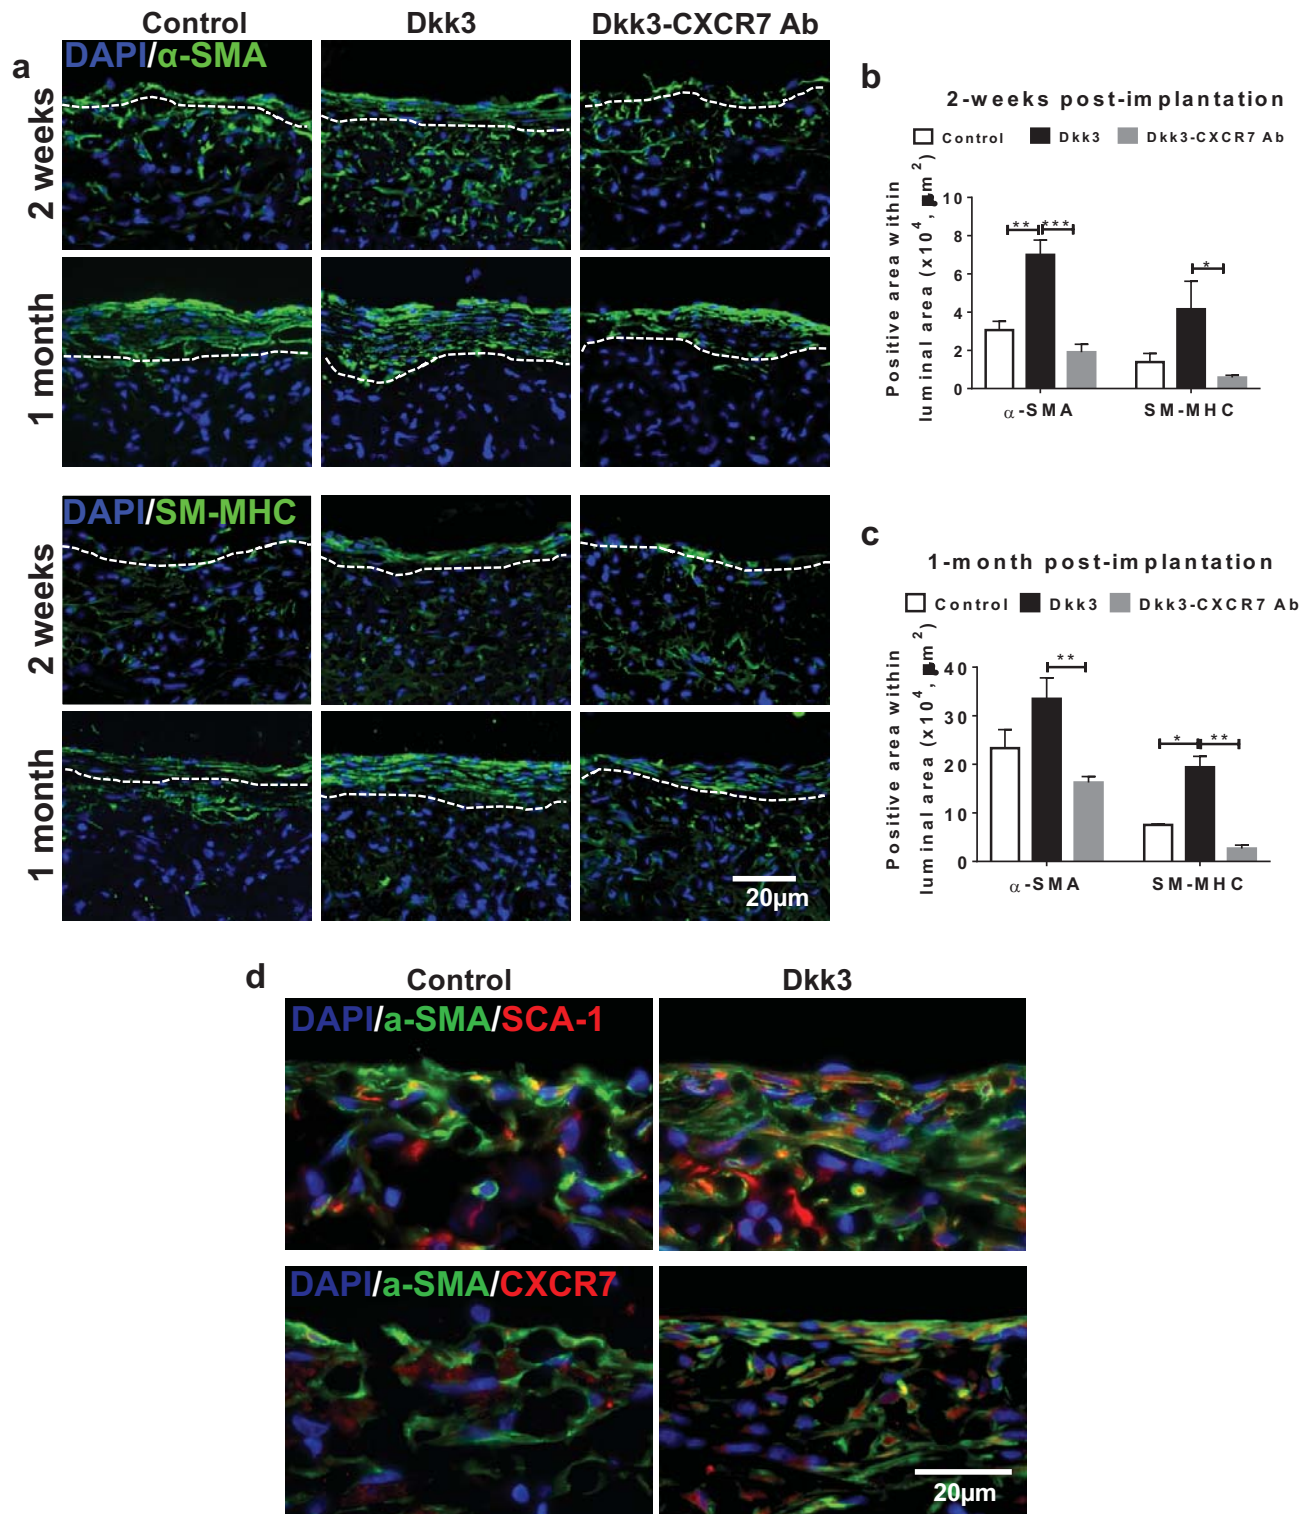 Control Dkk3 Dkk3-CXCR7 Ab
a
DAPI/α-SMA
2 weeks
1 month
DAPI/SM-MHC
2 weeks
1 month
20µm
b
2-weeks post-implantation
Control Dkk3 Dkk3-CXCR7 Ab
Positive area within
luminal area (x10⁴, µm²)
10
8
6
4
2
0
** ***
*
α-SMA SM-MHC
c
1-month post-implantation
Control Dkk3 Dkk3-CXCR7 Ab
Positive area within
luminal area (x10⁴, µm²)
40
30
20
10
0
**
* **
α-SMA SM-MHC
d
Control Dkk3
DAPI/a-SMA/SCA-1
DAPI/a-SMA/CXCR7
20µm